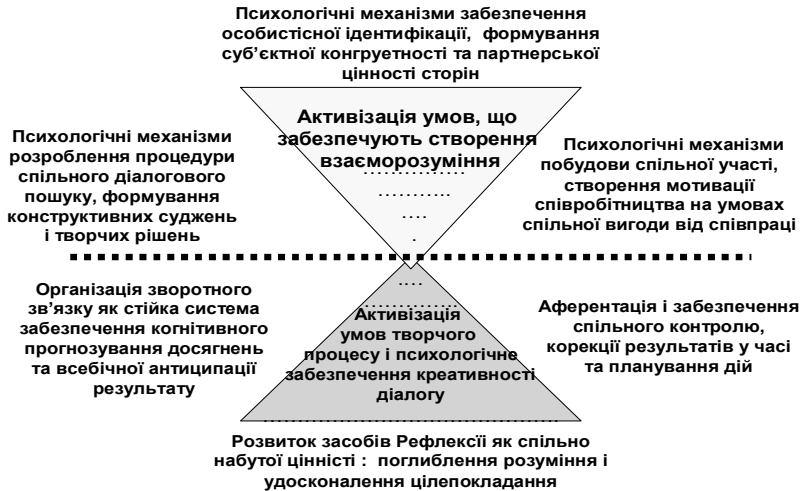 Психологічні механізми забезпечення
особистісної ідентифікації, формування
суб’єктної конгруетності та партнерської
цінності сторін
Активізація умов, що
забезпечують створення
взаєморозуміння
Психологічні механізми
розроблення процедури
спільного діалогового
пошуку, формування
конструктивних суджень
і творчих рішень
Психологічні механізми
побудови спільної участі,
створення мотивації
співробітництва на умовах
спільної вигоди від співпраці
Організація зворотного
зв’язку як стійка система
забезпечення когнітивного
прогнозування досягнень
та всебічної антиципації
результату
Активізація
умов творчого
процесу і психологічне
забезпечення креативності
діалогу
Аферентація і забезпечення
спільного контролю,
корекції результатів у часі
та планування дій
Розвиток засобів Рефлексїї як спільно
набутої цінністі : поглиблення розуміння і
удосконалення цілепокладання